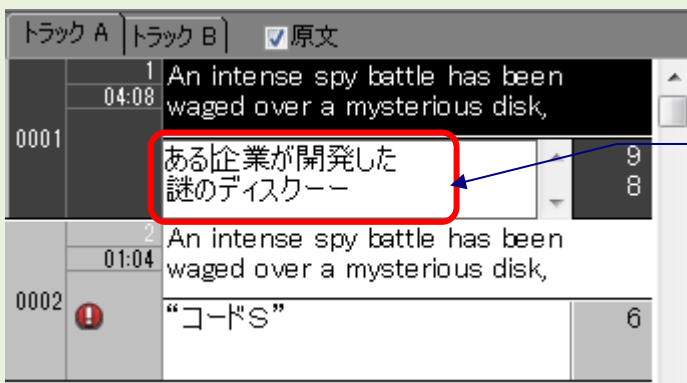 トラック A トラック B 原文
0001
1
04:08
An intense spy battle has been
waged over a mysterious disk,
ある企業が開発した
謎のディスクーー
9
8
0002
2
01:04
An intense spy battle has been
waged over a mysterious disk,
“コードS”
6